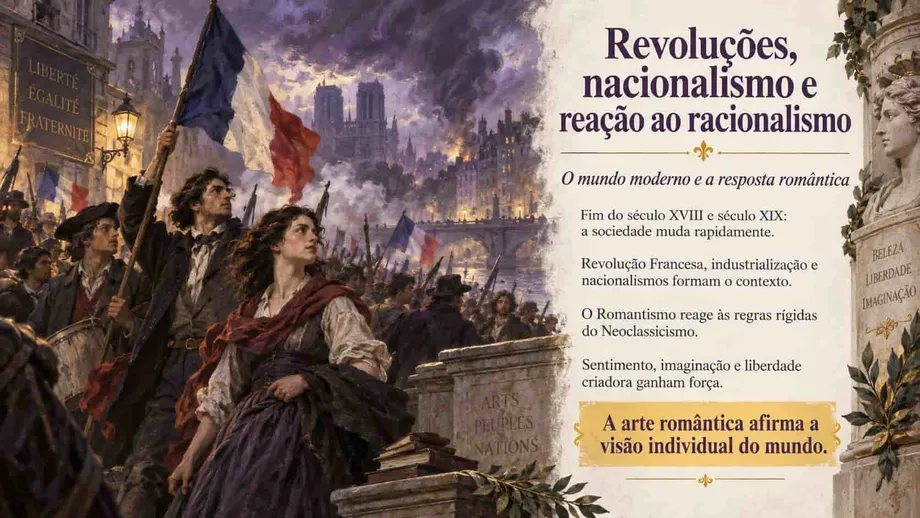 LIBERTÉ
ÉGALITÉ
FRATERNITÉ
ARTS
PEUPLES
NATIONS
Revoluções,
nacionalismo e
reação ao racionalismo
O mundo moderno e a resposta romântica
Fim do século XVIII e século XIX:
a sociedade muda rapidamente.
Revolução Francesa, industrialização e
nacionalismos formam o contexto.
O Romantismo reage às regras rígidas
do Neoclassicismo.
Sentimento, imaginação e liberdade
criadora ganham força.
A arte romântica afirma a
visão individual do mundo.
BELEZA
LIBERDADE
IMAGINAÇÃO